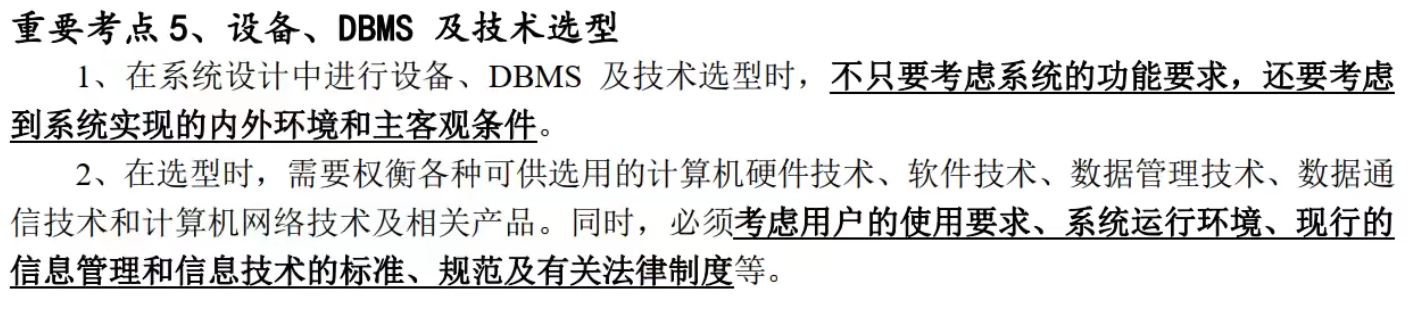 重要考点 5、设备、DBMS 及技术选型
1、在系统设计中进行设备、DBMS 及技术选型时，不只要考虑系统的功能要求，还要考虑
到系统实现的内外环境和主客观条件。
2、在选型时，需要权衡各种可供选用的计算机硬件技术、软件技术、数据管理技术、数据通
信技术和计算机网络技术及相关产品。同时，必须考虑用户的使用要求、系统运行环境、现行的
信息管理和信息技术的标准、规范及有关法律制度等。